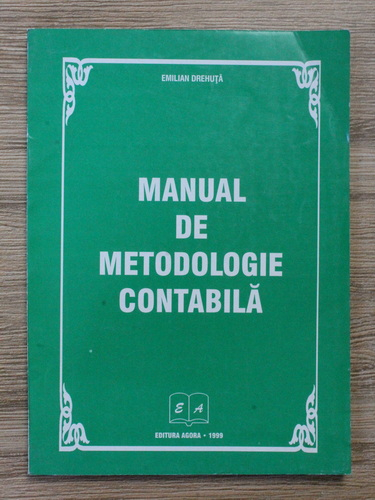 EMILIAN DREHUȚĂ
MANUAL
DE
METODOLOGIE
CONTABILĂ
E A
EDITURA AGORA • 1999